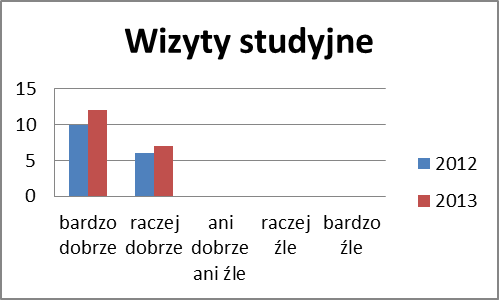 Wizyty studyjne
15
10
5
0
bardzo dobrze
raczej dobrze
ani dobrze ani źle
raczej źle
bardzo źle
2012
2013